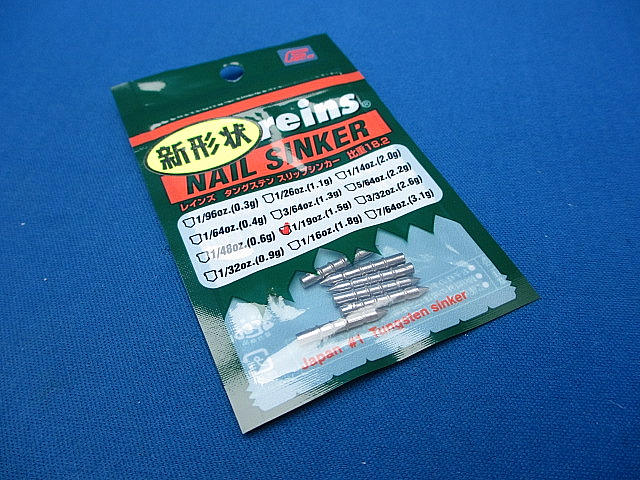 reins®
新形状
NAIL SINKER
レインズ タングステン スリップシンカー 比重18.2
1/96oz.(0.3g) 1/26oz.(1.1g) 1/14oz.(2.0g)
1/64oz.(0.4g) 3/64oz.(1.3g) 5/64oz.(2.2g)
1/48oz.(0.6g) 1/19oz.(1.5g) 3/32oz.(2.6g)
1/32oz.(0.9g) 1/16oz.(1.8g) 7/64oz.(3.1g)
Japan #1 Tungsten sinker